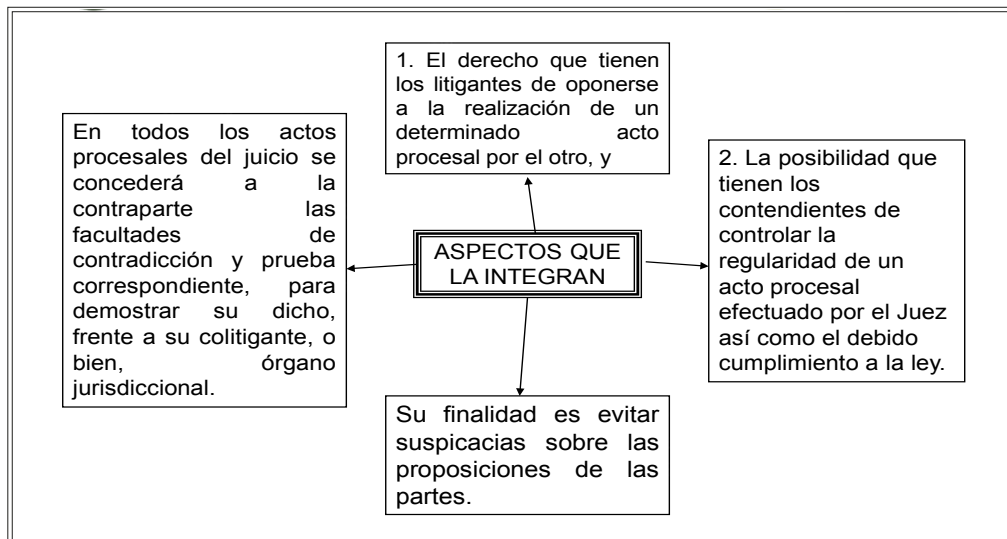 1. El derecho que tienen
los litigantes de oponerse
a la realización de un
determinado acto
procesal por el otro, y
En todos los actos
procesales del juicio se
concederá a la
contraparte las
facultades de
contradicción y prueba
correspondiente, para
demostrar su dicho,
frente a su colitigante, o
bien, órgano
jurisdiccional.
ASPECTOS QUE
LA INTEGRAN
2. La posibilidad que
tienen los
contendientes de
controlar la
regularidad de un
acto procesal
efectuado por el Juez
así como el debido
cumplimiento a la ley.
Su finalidad es evitar
suspicacias sobre las
proposiciones de las
partes.